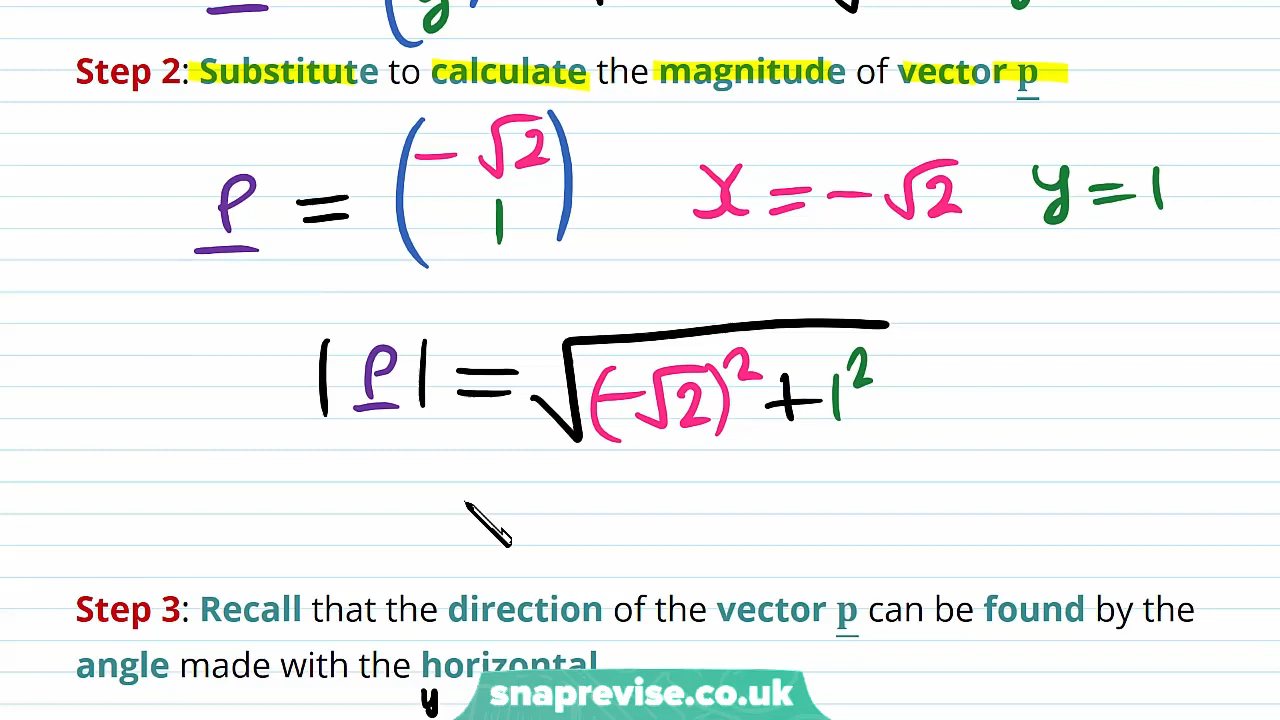 y
Step 2: Substitute to calculate the magnitude of vector p
p = (-√2 1) x = -√2 y = 1
|p| = √(-√2)² + 1²
Step 3: Recall that the direction of the vector p can be found by the
angle made with the horizontal
y
snaprevise.co.uk